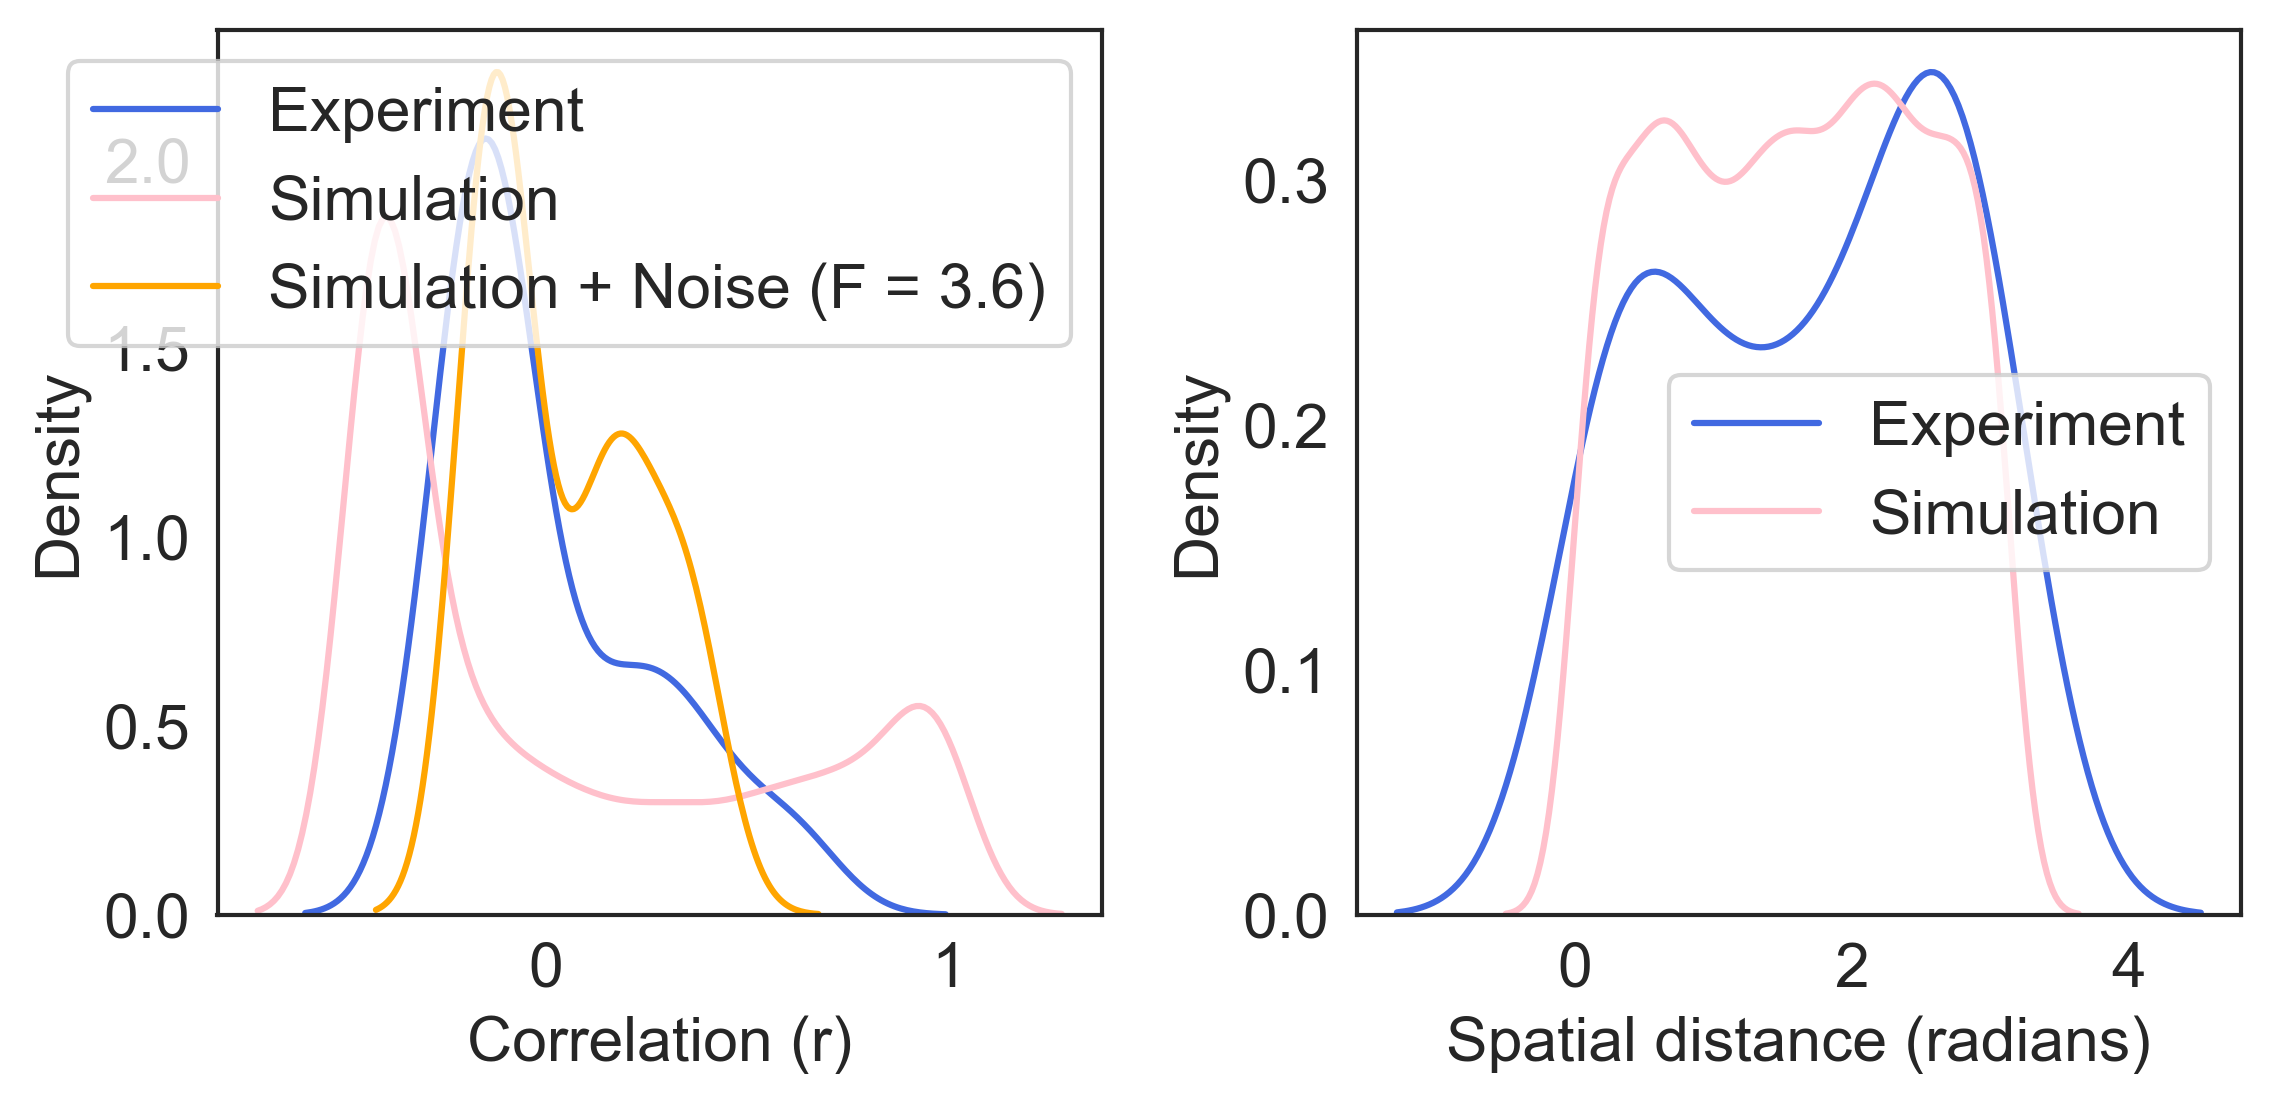 Experiment
Simulation
Simulation + Noise (F = 3.6)
2.0
1.5
1.0
0.5
0.0
Density
0
1
Correlation (r)
0.3
0.2
0.1
0.0
Density
Experiment
Simulation
0
2
4
Spatial distance (radians)